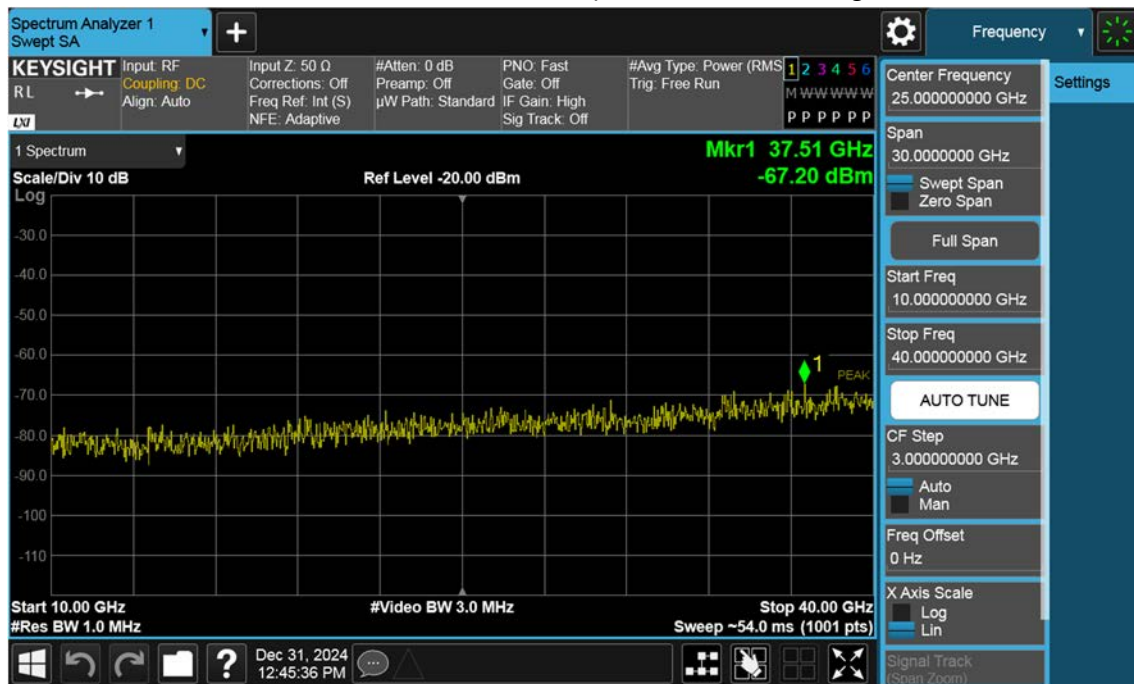 Spectrum Analyzer 1
Swept SA
Frequency
KEYSIGHT
R L
LXI
Input: RF
Coupling: DC
Align: Auto
Input Z: 50 Ω
Corrections: Off
Freq Ref: Int (S)
NFE: Adaptive
#Atten: 0 dB
Preamp: Off
µW Path: Standard
PNO: Fast
Gate: Off
IF Gain: High
Sig Track: Off
#Avg Type: Power (RMS
Trig: Free Run
1 2 3 4 5 6
M W W W W W
P P P P P P
1 Spectrum
Scale/Div 10 dB
Ref Level -20.00 dBm
Mkr1 37.51 GHz
-67.20 dBm
Log
-30.0
-40.0
-50.0
-60.0
-70.0
-80.0
-90.0
-100
-110
1
PEAK
Start 10.00 GHz
#Res BW 1.0 MHz
#Video BW 3.0 MHz
Stop 40.00 GHz
Sweep ~54.0 ms (1001 pts)
Dec 31, 2024
12:45:36 PM
Center Frequency
25.000000000 GHz
Span
30.0000000 GHz
Swept Span
Zero Span
Full Span
Start Freq
10.000000000 GHz
Stop Freq
40.000000000 GHz
AUTO TUNE
CF Step
3.000000000 GHz
Auto
Man
Freq Offset
0 Hz
X Axis Scale
Log
Lin
Signal Track
(Span Zoom)
Settings